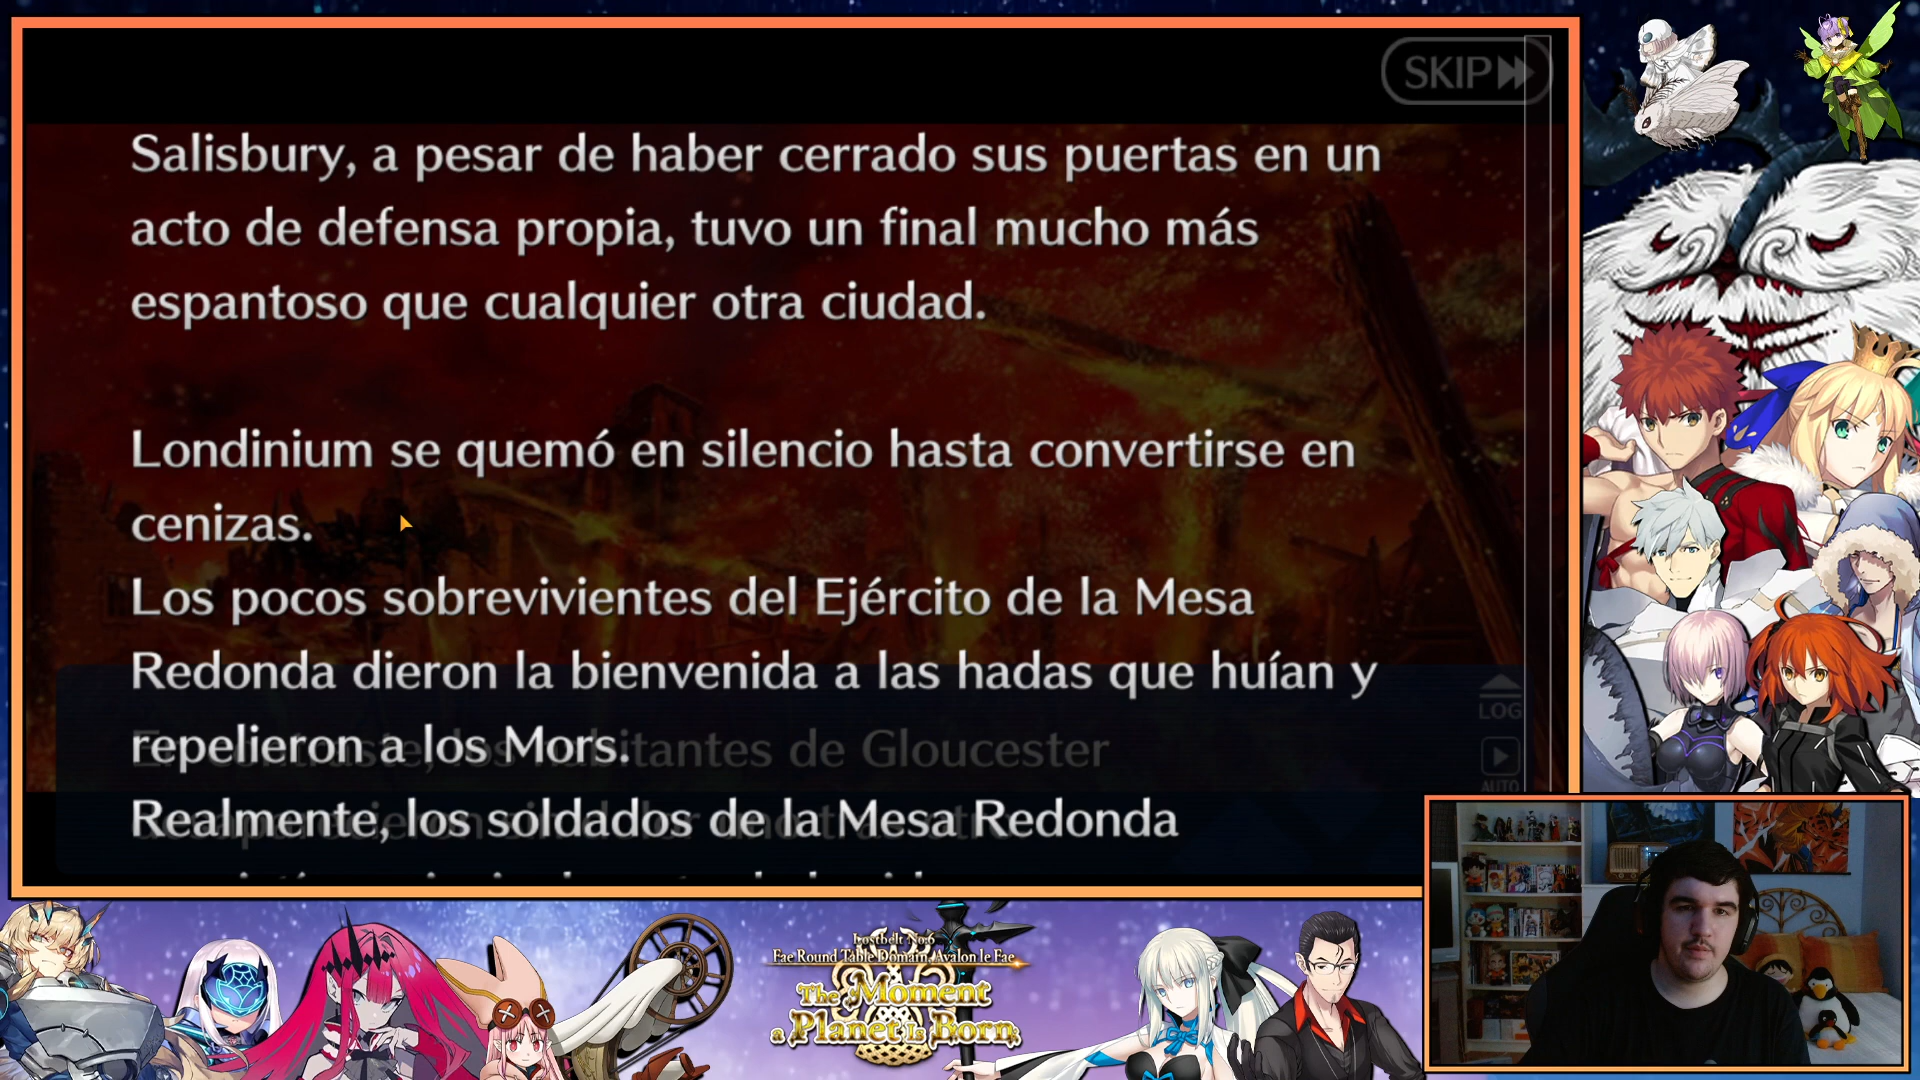 SKIP
Salisbury, a pesar de haber cerrado sus puertas en un
acto de defensa propia, tuvo un final mucho más
espantoso que cualquier otra ciudad.
Londinium se quemó en silencio hasta convertirse en
cenizas.
Los pocos sobrevivientes del Ejército de la Mesa
Redonda dieron la bienvenida a las hadas que huían y
repelieron a los Mors.
habitantes de Gloucester
Realmente, los soldados de la Mesa Redonda
LOG
AUTO
Lostbelt No.6
Fae Round Table Domain, Avalon le Fae
The Moment
a Planet Is Born